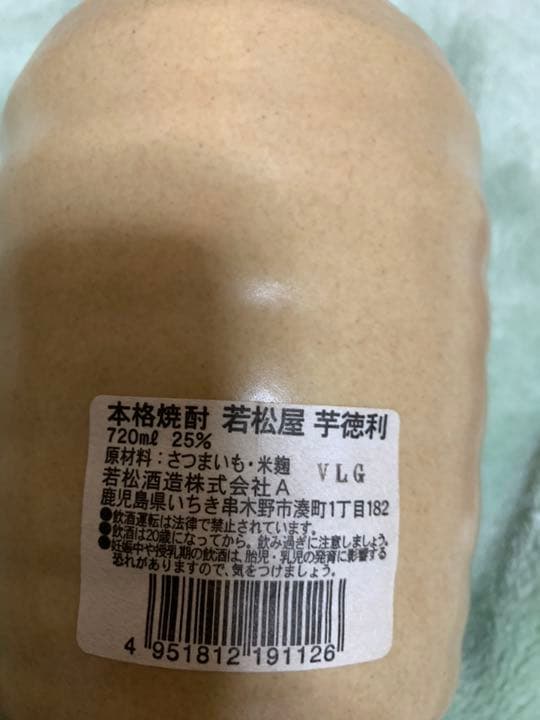 本格焼酎 若松屋 芋徳利
720mℓ 25%
原材料：さつまいも・米麹
VLG
若松酒造株式会社A
鹿児島県いちき串木野市湊町1丁目182
●飲酒運転は法律で禁止されています。
●飲酒は20歳になってから。飲み過ぎに注意しましょう。
●妊娠中や授乳期の飲酒は、胎児・乳児の発育に影響する
恐れがありますので、気をつけましょう。
4 951812 191126